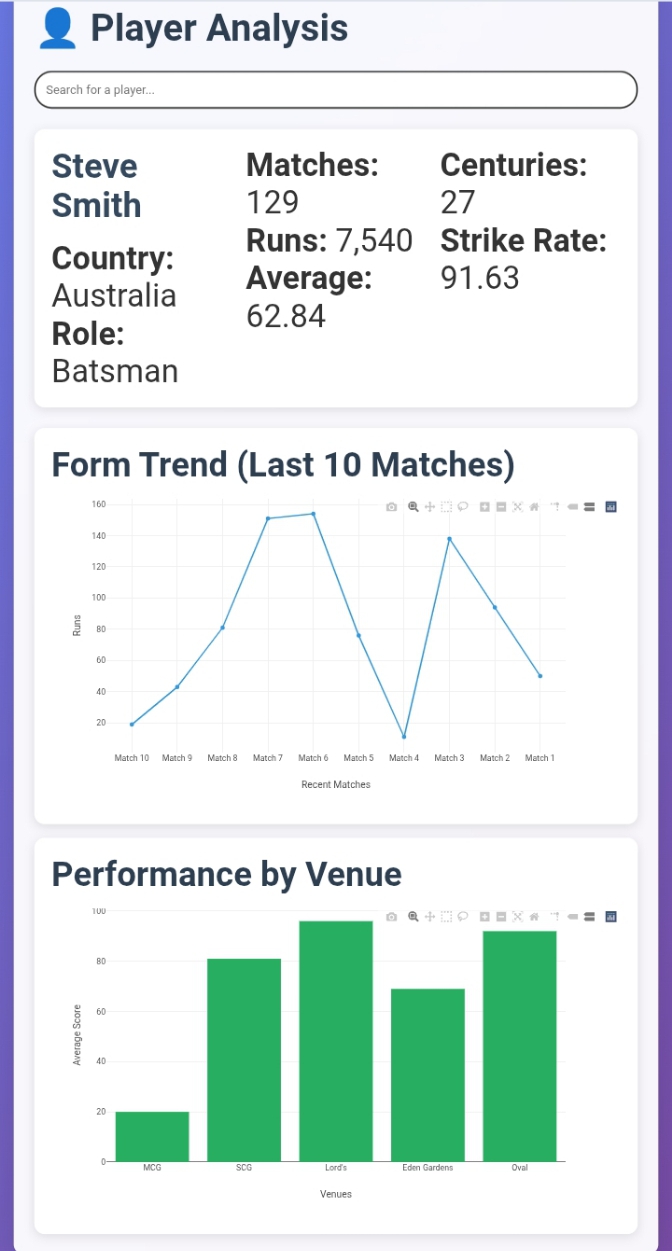 Player Analysis
Search for a player...
Steve
Smith
Country:
Australia
Role:
Batsman
Matches:
129
Runs: 7,540
Average:
62.84
Centuries:
27
Strike Rate:
91.63
Form Trend (Last 10 Matches)
160
140
120
100
80
60
40
20
Runs
Match 10 Match 9 Match 8 Match 7 Match 6 Match 5 Match 4 Match 3 Match 2 Match 1
Recent Matches
Performance by Venue
100
80
60
40
20
0
Average Score
MCG SCG Lord's Eden Gardens Oval
Venues